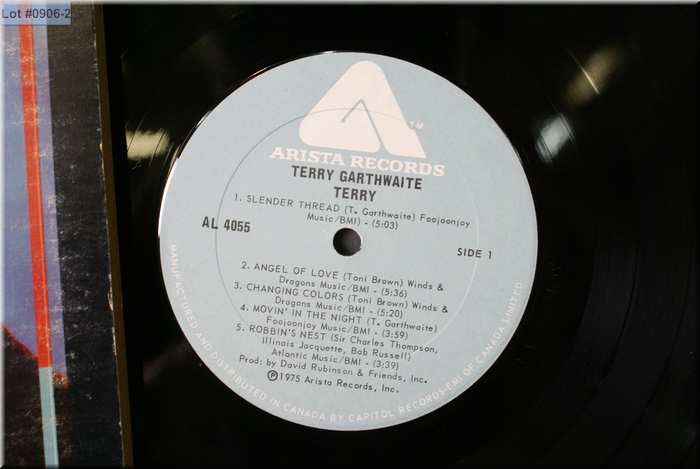 Lot #0906-2
ARISTA RECORDS™
TERRY GARTHWAITE
TERRY
1. SLENDER THREAD (T. Garthwaite) Foojoonjoy
Music/BMI) - (5:03)
AL 4055
SIDE 1
2. ANGEL OF LOVE (Toni Brown) Winds &
Dragons Music/BMI - (5:36)
3. CHANGING COLORS (Toni Brown) Winds &
Dragons Music/BMI - (5:20)
4. MOVIN' IN THE NIGHT (T. Garthwaite)
Foojoonjoy Music/BMI - (3:59)
5. ROBBIN'S NEST (Sir Charles Thompson,
Illinois Jacquette, Bob Russell)
Atlantic Music/BMI - (3:39)
Prod: by David Rubinson & Friends, Inc.
℗1975 Arista Records, Inc.
MANUFACTURED AND DISTRIBUTED IN CANADA BY CAPITOL RECORDS-EMI OF CANADA LIMITED